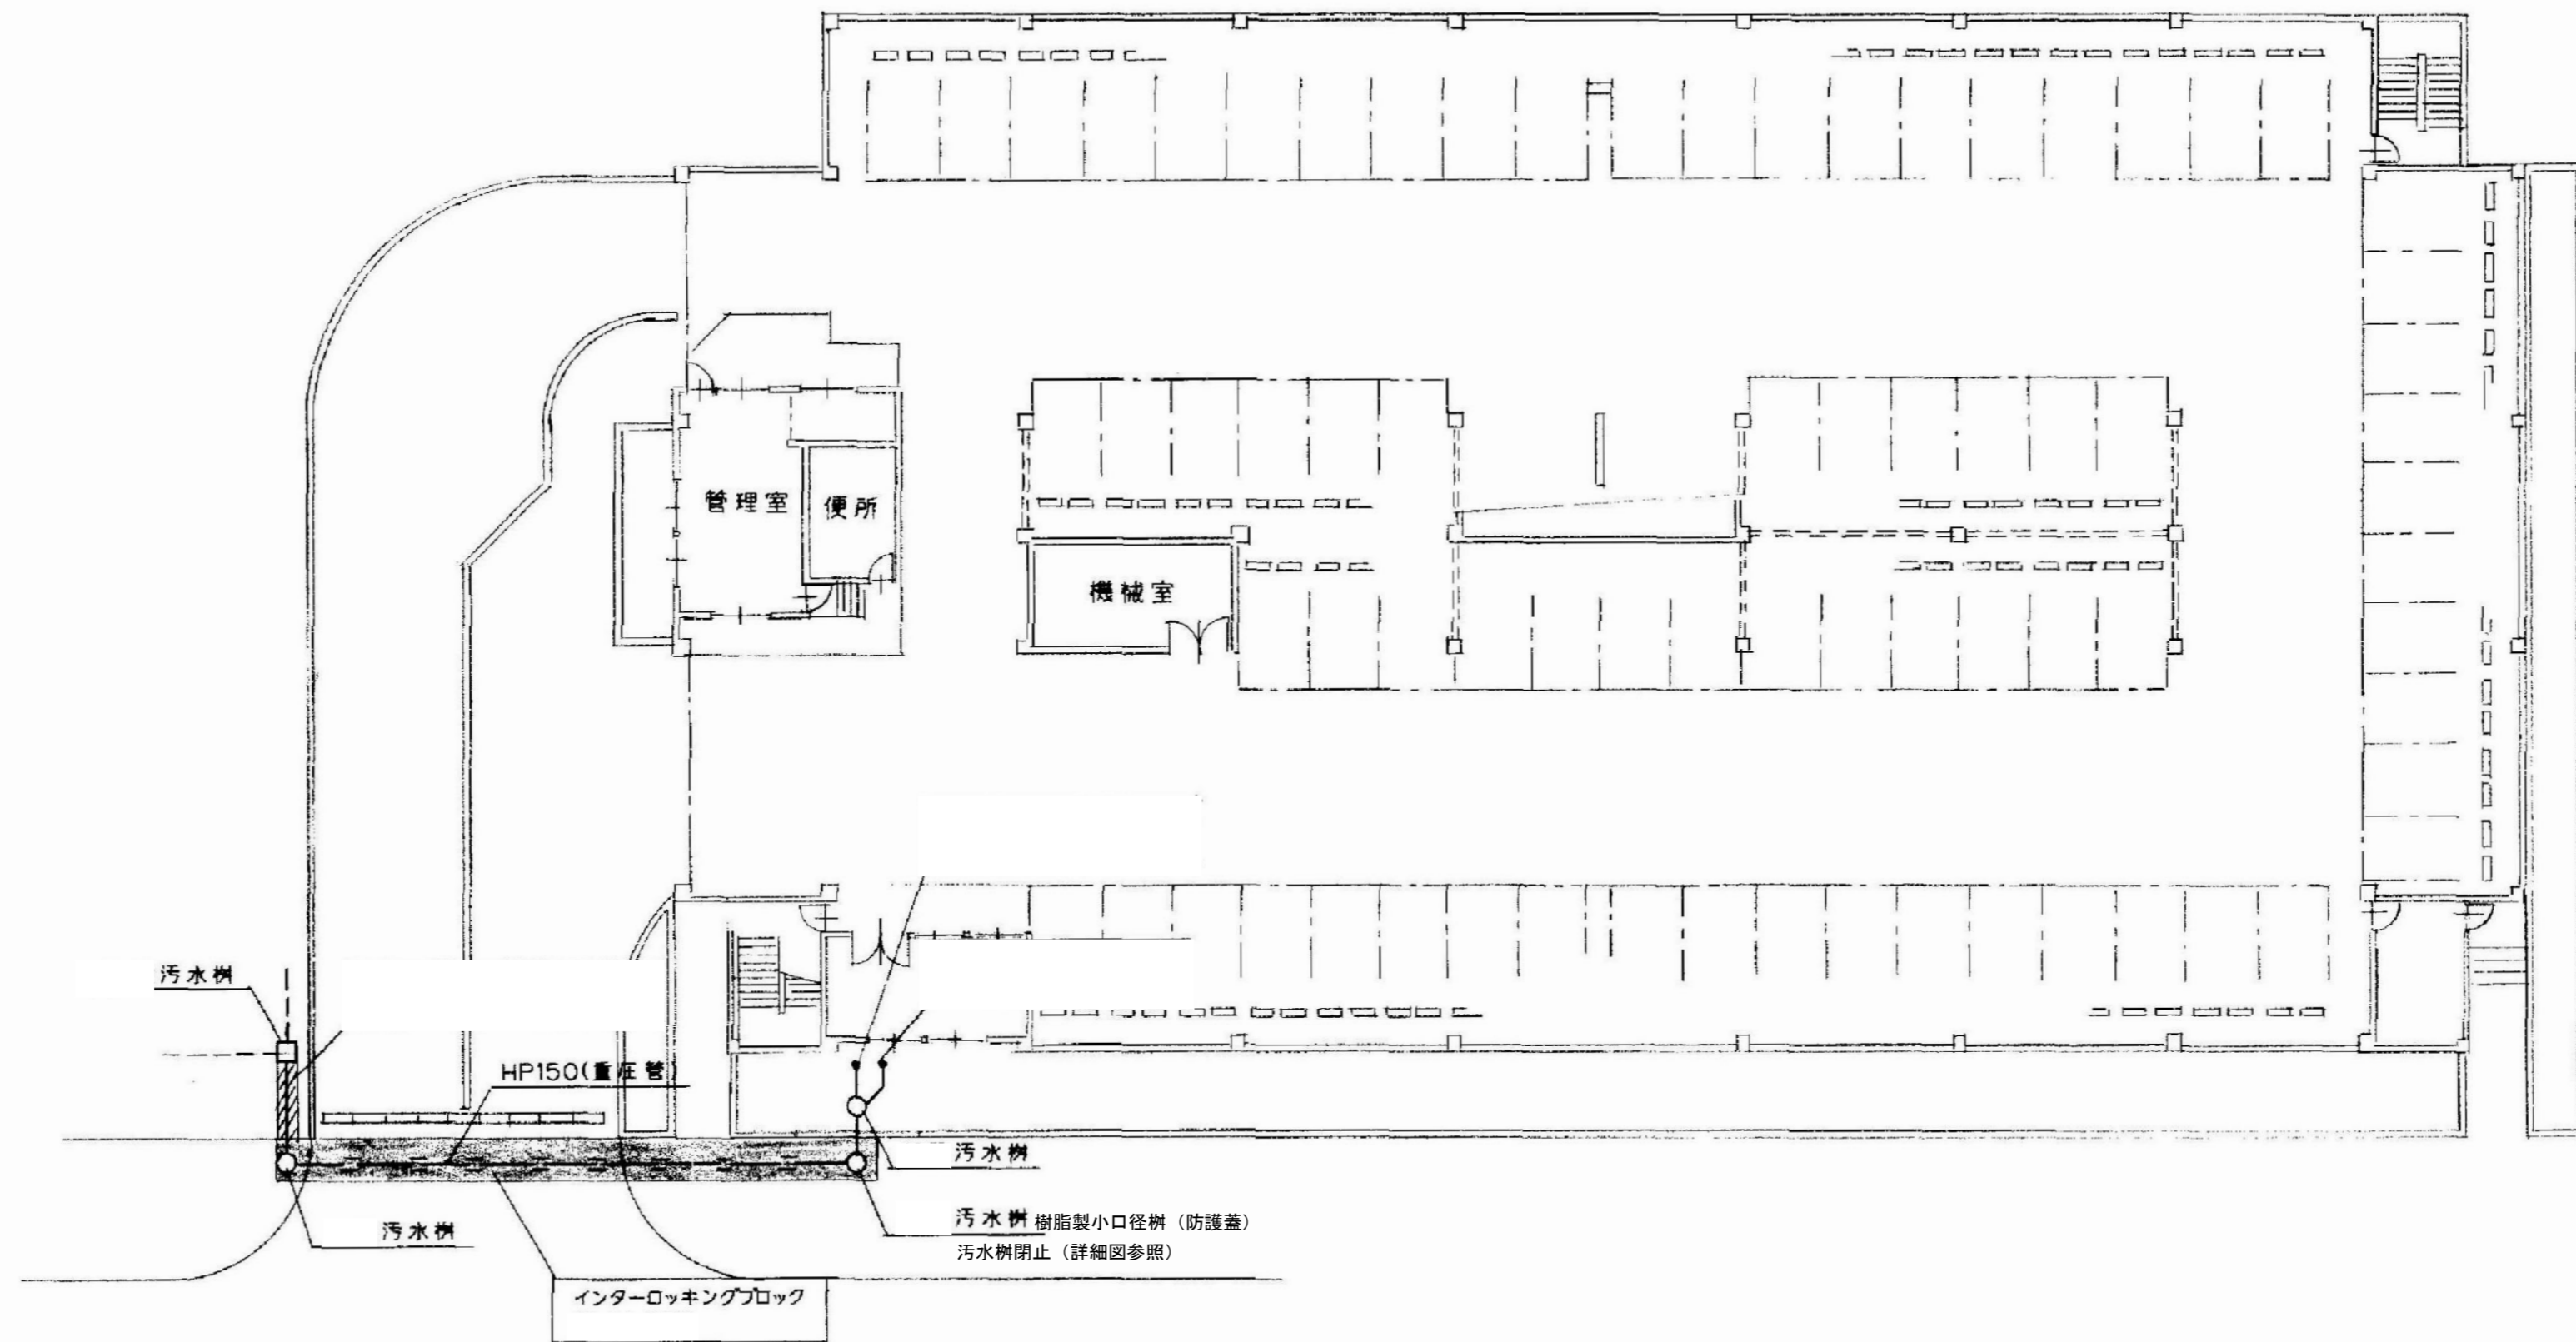 管理室
便所
機械室
汚水桝
HP150(重圧管)
汚水桝
汚水桝
汚水桝 樹脂製小口径桝（防護蓋）
汚水桝閉止（詳細図参照）
インターロッキングブロック